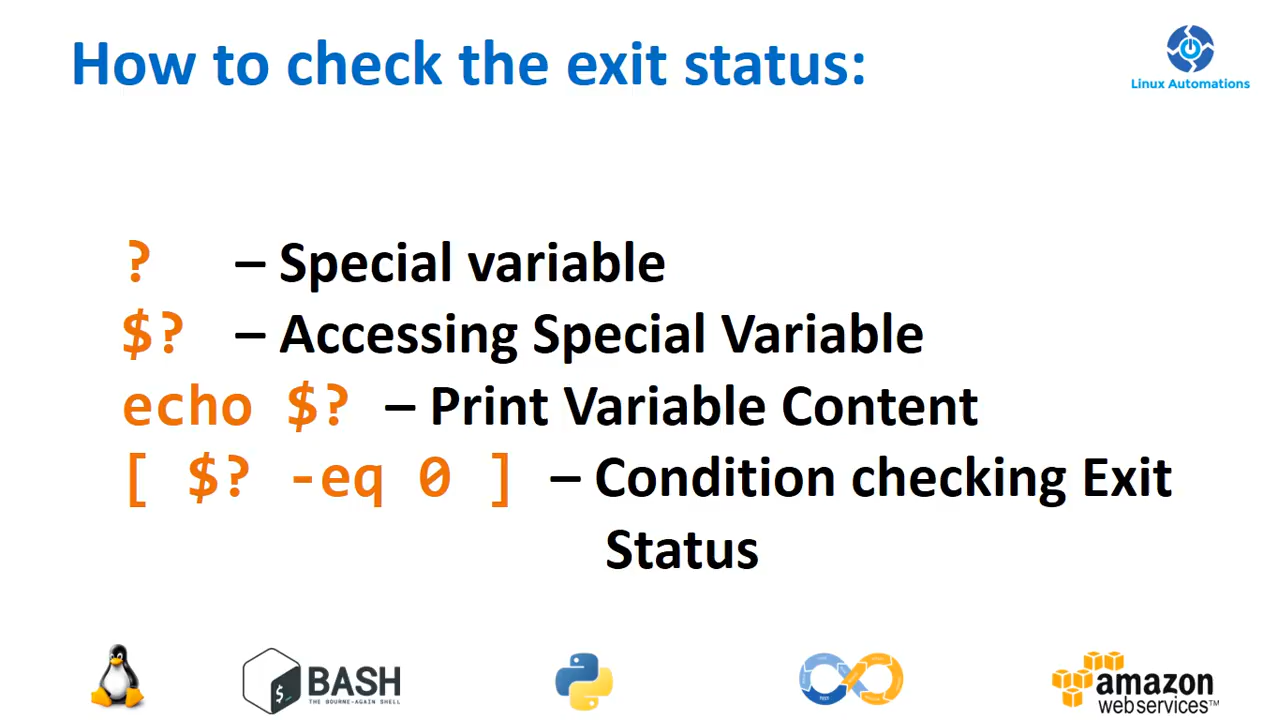 How to check the exit status:
Linux Automations
? – Special variable
$? – Accessing Special Variable
echo $? – Print Variable Content
[ $? -eq 0 ] – Condition checking Exit
Status
BASH
THE BOURNE-AGAIN SHELL
amazon
webservices™